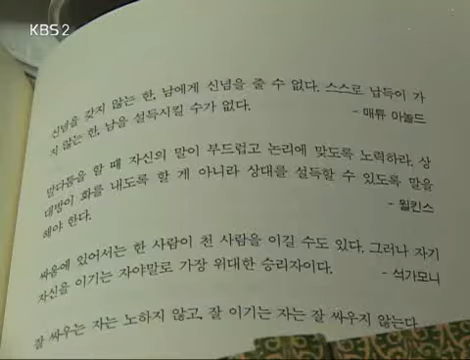 KBS2
신념을 갖지 않는 한, 남에게 신념을 줄 수 없다. 스스로 납득이 가
지 않는 한, 남을 설득시킬 수가 없다.
- 매튜 아놀드
말다툼을 할 때 자신의 말이 부드럽고 논리에 맞도록 노력하라. 상
대방이 화를 내도록 할 게 아니라 상대를 설득할 수 있도록 말을
해야 한다.
- 윌킨스
싸움에 있어서는 한 사람이 천 사람을 이길 수도 있다. 그러나 자기
자신을 이기는 자야말로 가장 위대한 승리자이다.
- 석가모니
잘 싸우는 자는 노하지 않고, 잘 이기는 자는 잘 싸우지 않는다.